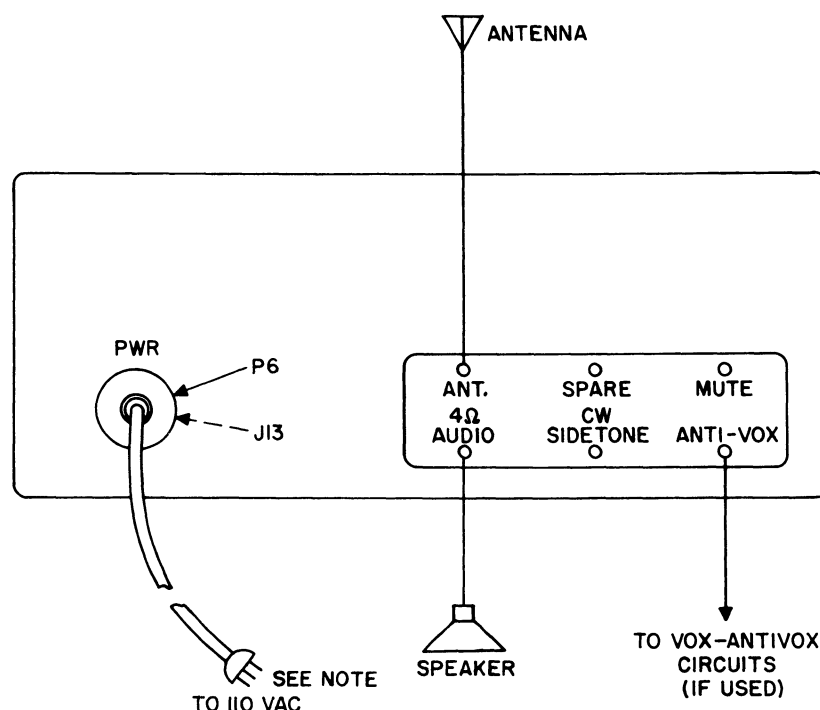 ANTENNA
PWR
P6
J13
ANT.
SPARE
MUTE
4Ω
AUDIO
CW
SIDETONE
ANTI-VOX
SPEAKER
TO VOX-ANTIVOX
CIRCUITS
(IF USED)
SEE NOTE
TO 110 VAC